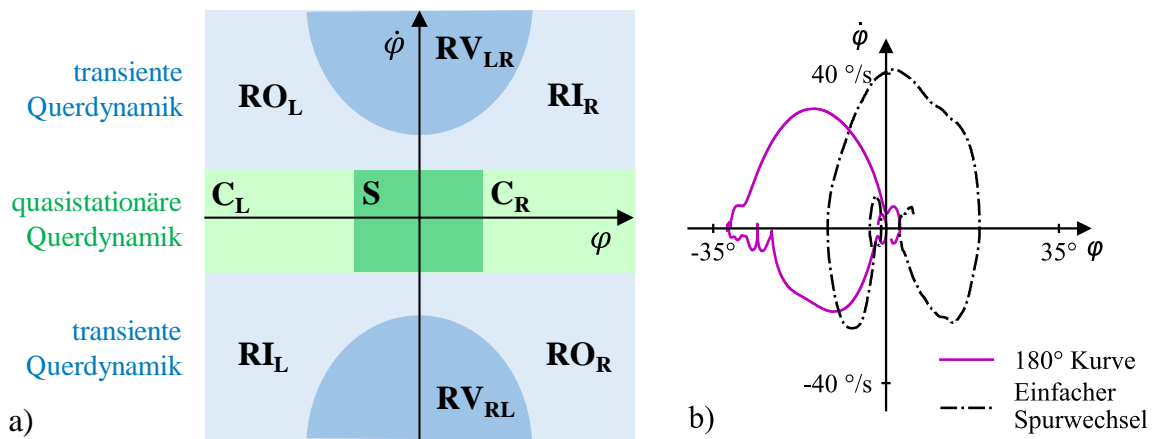 transiente
Querdynamik
quasistationäre
Querdynamik
transiente
Querdynamik
φ̇
RV_LR
RO_L
RI_R
C_L
S
C_R
φ
RI_L
RO_R
RV_RL
a)
b)
φ̇
40 °/s
-35°
35°
φ
-40 °/s
180° Kurve
Einfacher
Spurwechsel